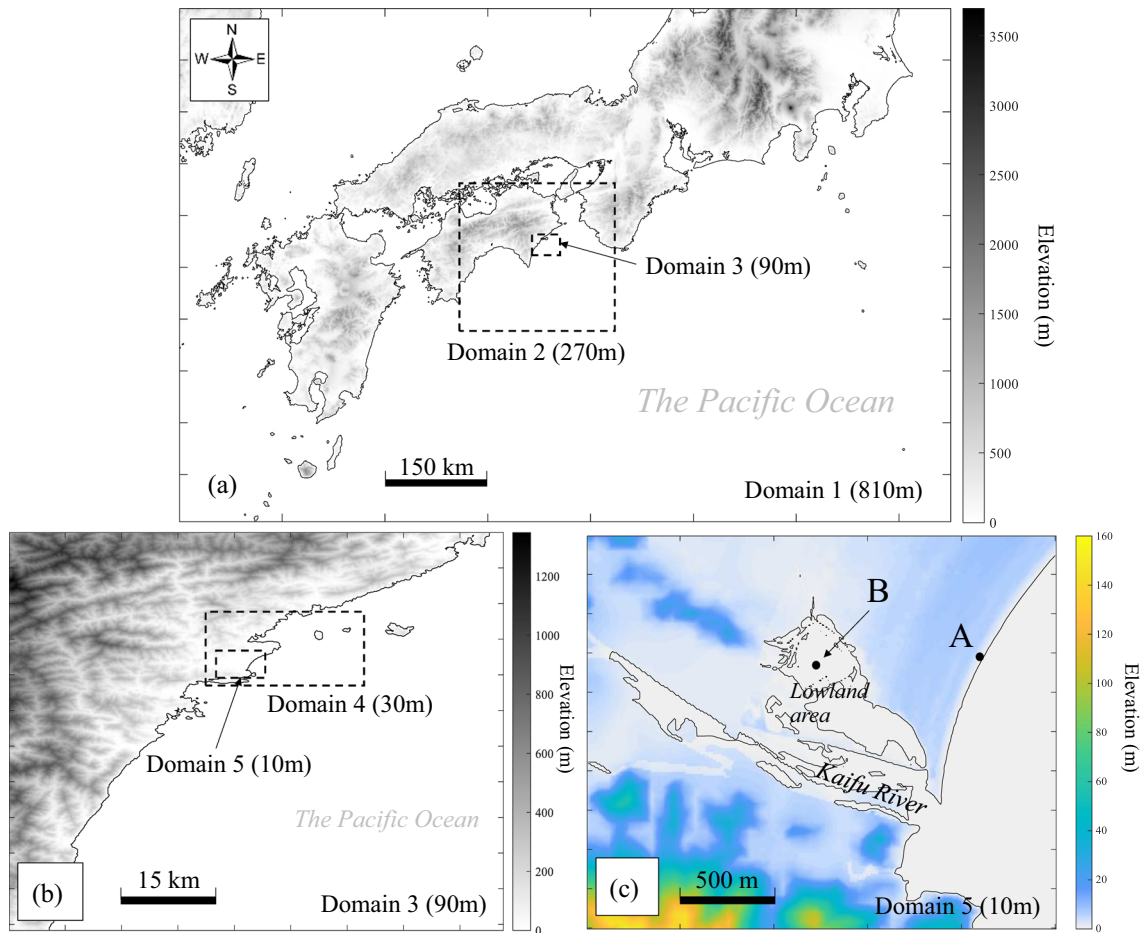 N
W E
S
3500
3000
2500
2000
1500
1000
500
0
Elevation (m)
Domain 3 (90m)
Domain 2 (270m)
The Pacific Ocean
150 km
(a)
Domain 1 (810m)
1200
1000
800
600
400
200
0
Elevation (m)
Domain 4 (30m)
Domain 5 (10m)
The Pacific Ocean
(b)
15 km
Domain 3 (90m)
B
A
Lowland
area
Kaifu River
(c)
500 m
Domain 5 (10m)
160
140
120
100
80
60
40
20
0
Elevation (m)